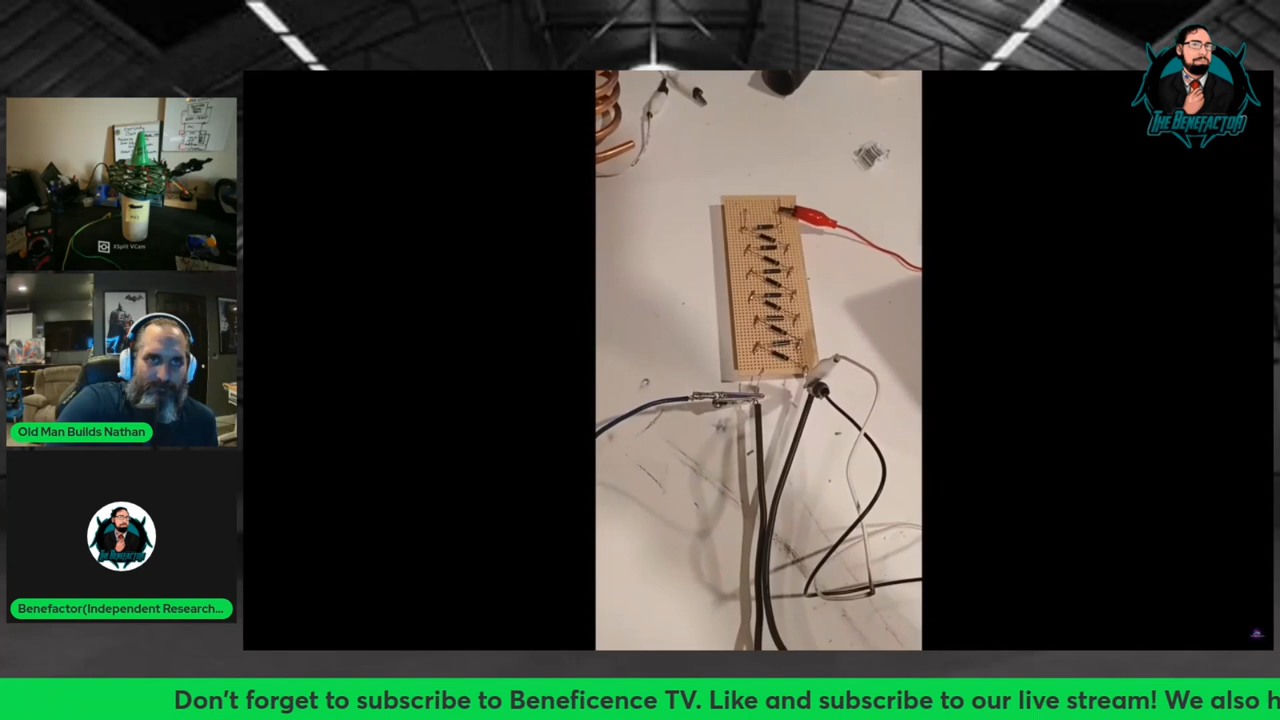 THE BENEFACTOR
XSplit VCam
Old Man Builds Nathan
Benefactor(Independent Research...
Don't forget to subscribe to Beneficence TV. Like and subscribe to our live stream! We also h